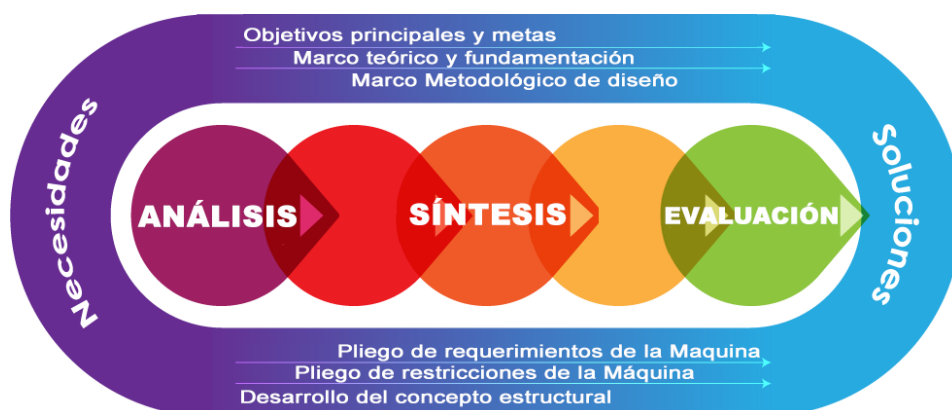 Objetivos principales y metas
Marco teórico y fundamentación
Marco Metodológico de diseño
Necesidades
ANÁLISIS
SÍNTESIS
EVALUACIÓN
Soluciones
Pliego de requerimientos de la Maquina
Pliego de restricciones de la Máquina
Desarrollo del concepto estructural